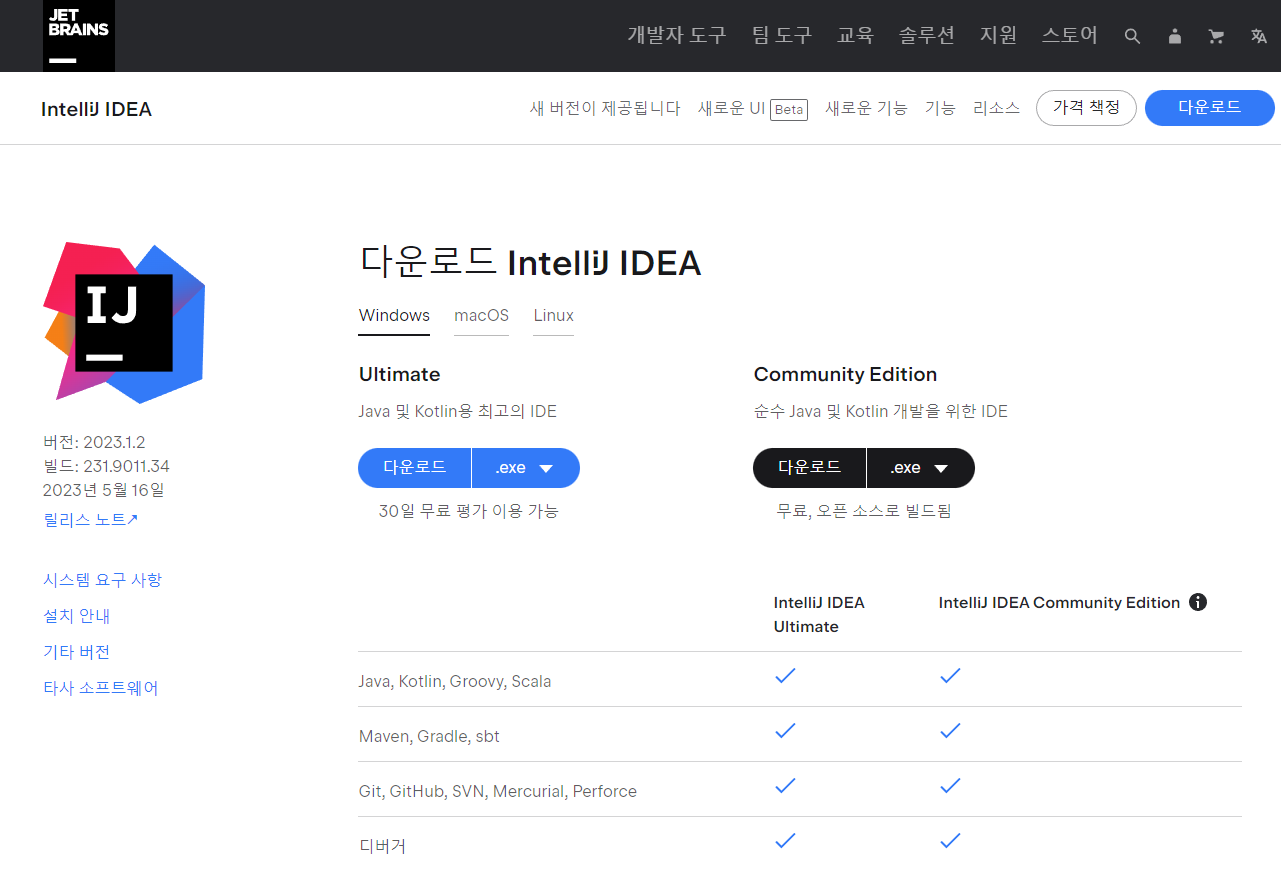 JET
BRAINS
개발자 도구 팀 도구 교육 솔루션 지원 스토어
IntelliJ IDEA
새 버전이 제공됩니다 새로운 UI Beta 새로운 기능 기능 리소스 가격 책정 다운로드
IJ
버전: 2023.1.2
빌드: 231.9011.34
2023년 5월 16일
릴리스 노트↗
시스템 요구 사항
설치 안내
기타 버전
타사 소프트웨어
다운로드 IntelliJ IDEA
Windows macOS Linux
Ultimate
Java 및 Kotlin용 최고의 IDE
다운로드 .exe
30일 무료 평가 이용 가능
Community Edition
순수 Java 및 Kotlin 개발을 위한 IDE
다운로드 .exe
무료, 오픈 소스로 빌드됨
IntelliJ IDEA
Ultimate
IntelliJ IDEA Community Edition
Java, Kotlin, Groovy, Scala
Maven, Gradle, sbt
Git, GitHub, SVN, Mercurial, Perforce
디버거